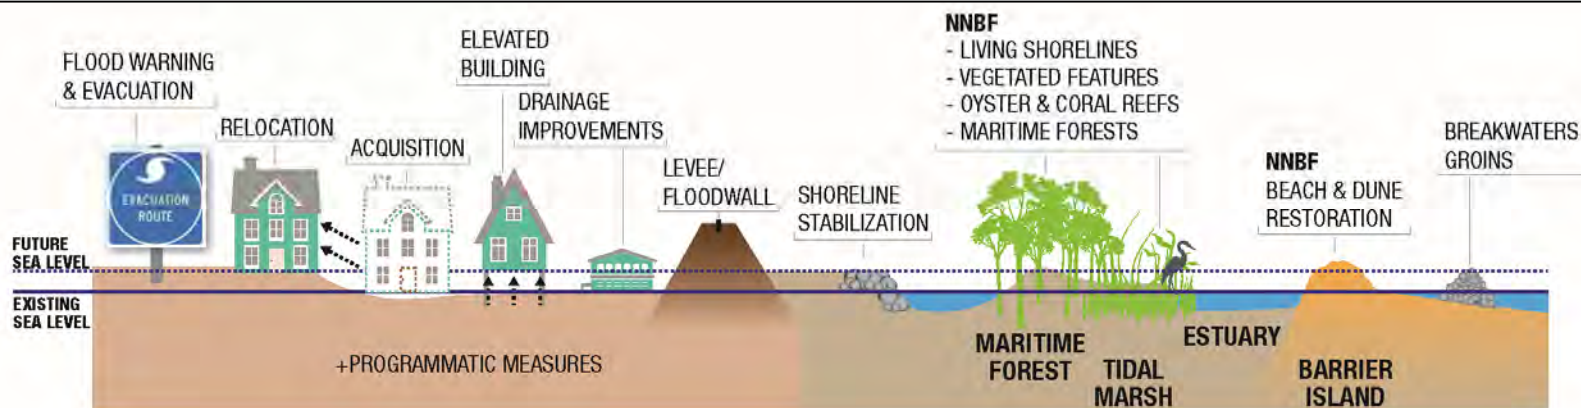 FLOOD WARNING
& EVACUATION
EVACUATION
ROUTE
RELOCATION
ACQUISITION
ELEVATED
BUILDING
DRAINAGE
IMPROVEMENTS
LEVEE/
FLOODWALL
SHORELINE
STABILIZATION
NNBF
- LIVING SHORELINES
- VEGETATED FEATURES
- OYSTER & CORAL REEFS
- MARITIME FORESTS
NNBF
BEACH & DUNE
RESTORATION
BREAKWATERS
GROINS
FUTURE
SEA LEVEL
EXISTING
SEA LEVEL
+PROGRAMMATIC MEASURES
MARITIME
FOREST
TIDAL
MARSH
ESTUARY
BARRIER
ISLAND